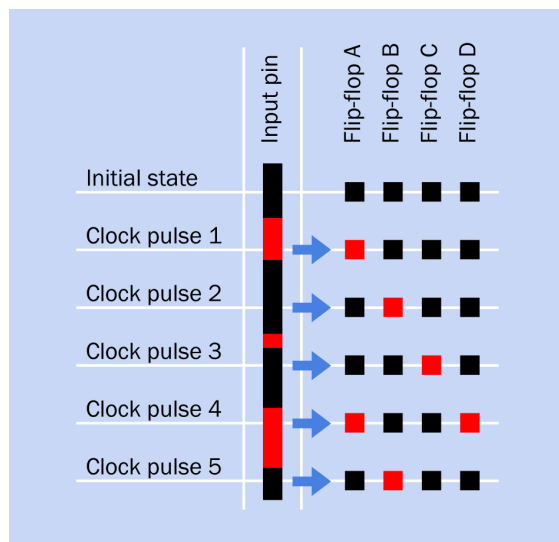 Input pin
Flip-flop A
Flip-flop B
Flip-flop C
Flip-flop D
Initial state
Clock pulse 1
Clock pulse 2
Clock pulse 3
Clock pulse 4
Clock pulse 5